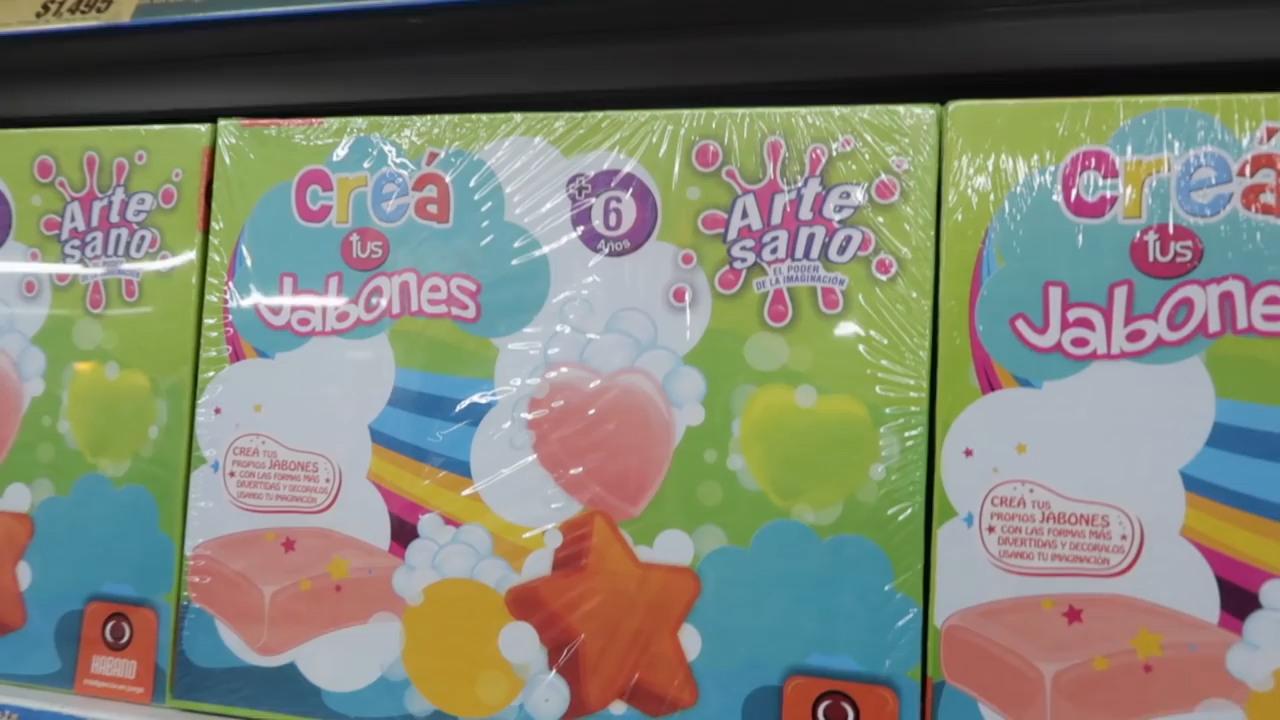 $1,495
Arte
sano
creá
tus
Jabones
+6
Años
Arte
sano
EL PODER
DE LA IMAGINACIÓN
CREÁ TUS
PROPIOS JABONES
CON LAS FORMAS MÁS
DIVERTIDAS Y DECORALOS
USANDO TU IMAGINACIÓN
HABANO
creá
tus
Jabone
CREÁ TUS
PROPIOS JABONES
CON LAS FORMAS MÁS
DIVERTIDAS Y DECORALOS
USANDO TU IMAGINACIÓN